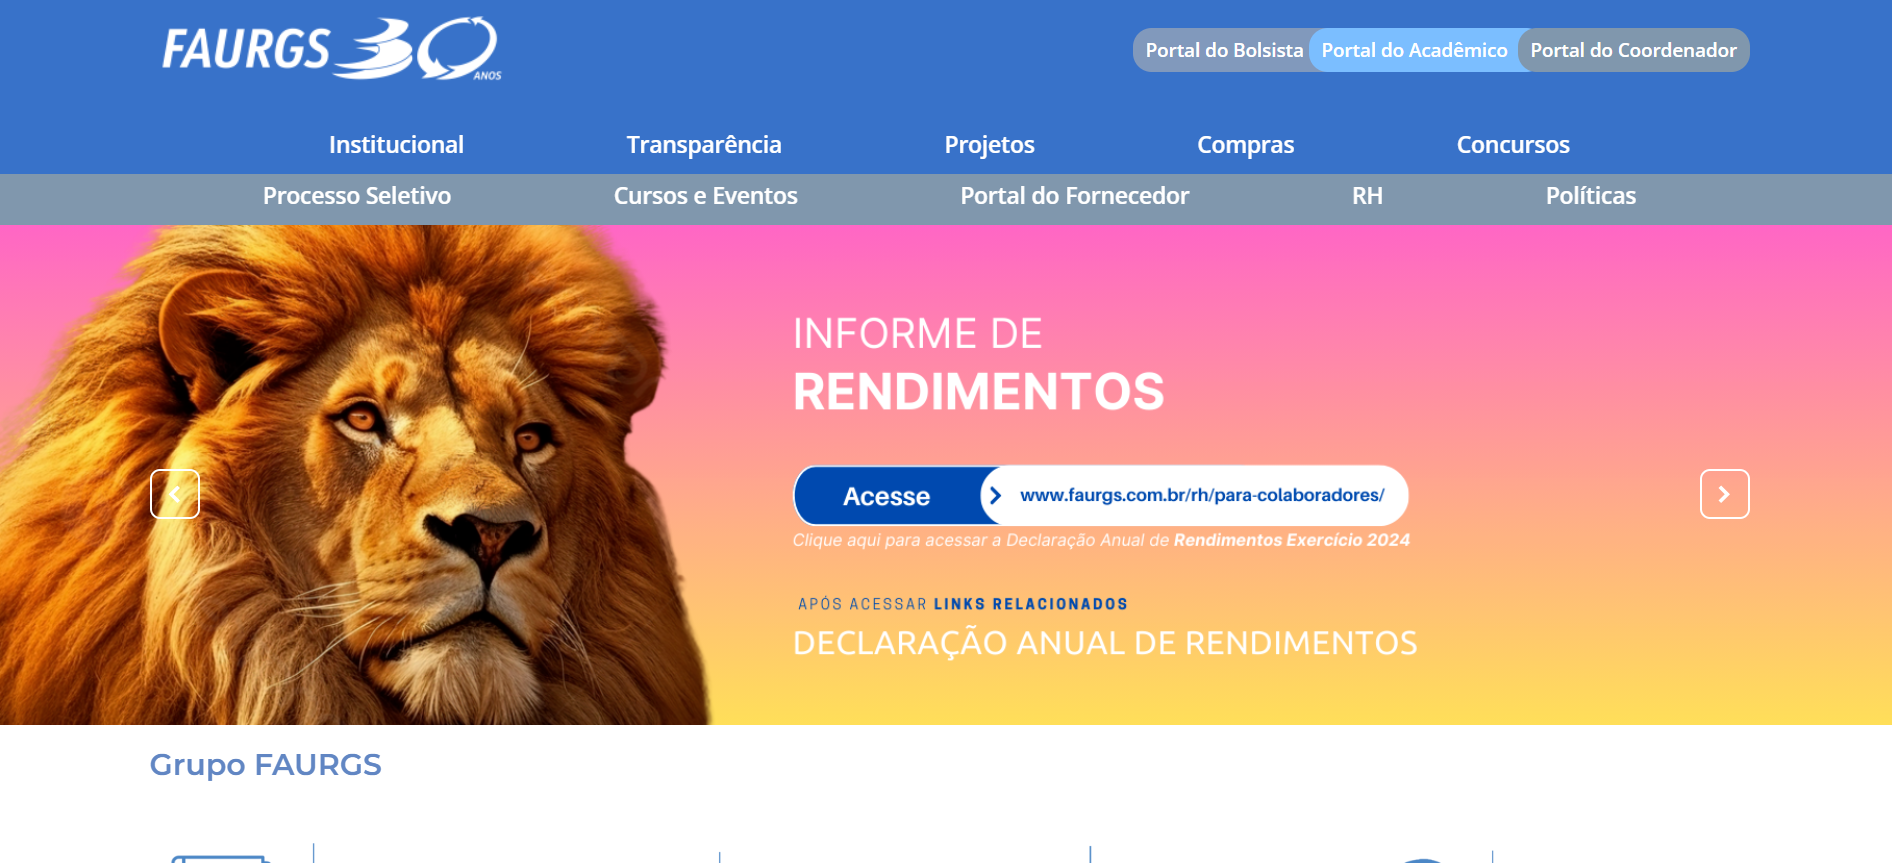 FAURGS 30 ANOS
Portal do Bolsista Portal do Acadêmico Portal do Coordenador
Institucional Transparência Projetos Compras Concursos
Processo Seletivo Cursos e Eventos Portal do Fornecedor RH Políticas
INFORME DE
RENDIMENTOS
Acesse www.faurgs.com.br/rh/para-colaboradores/
Clique aqui para acessar a Declaração Anual de Rendimentos Exercício 2024
APÓS ACESSAR LINKS RELACIONADOS
DECLARAÇÃO ANUAL DE RENDIMENTOS
Grupo FAURGS